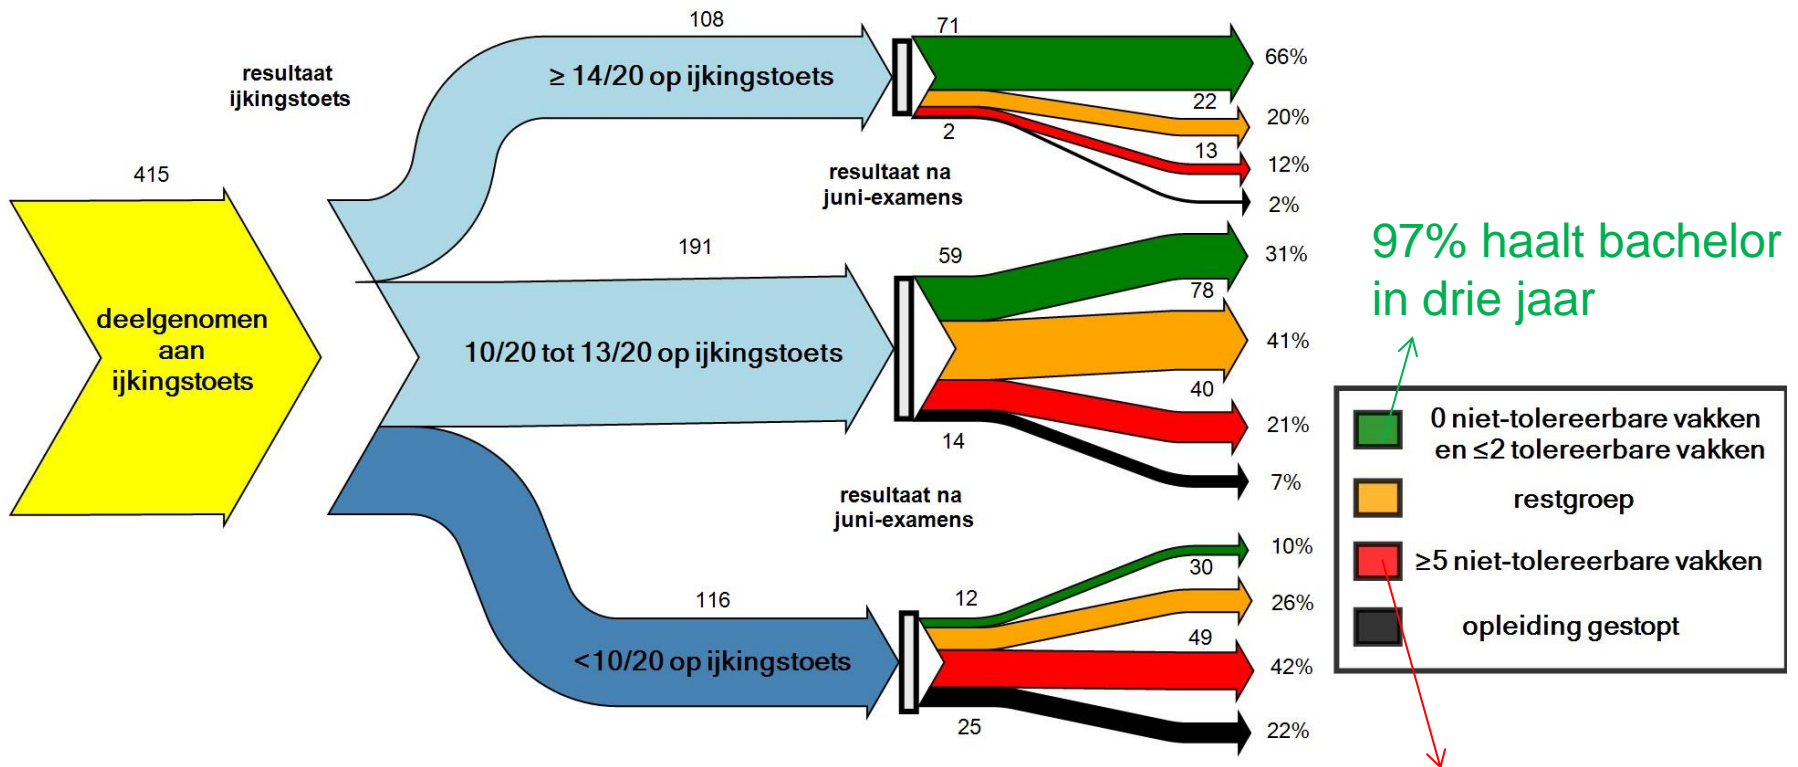 415
deelgenomen
aan
ijkingstoets
resultaat
ijkingstoets
108
≥ 14/20 op ijkingstoets
191
10/20 tot 13/20 op ijkingstoets
116
<10/20 op ijkingstoets
resultaat na
juni-examens
71
66%
22
20%
13
12%
2
2%
59
31%
78
41%
40
21%
14
7%
resultaat na
juni-examens
12
10%
30
26%
49
42%
25
22%
97% haalt bachelor
in drie jaar
0 niet-tolereerbare vakken
en ≤2 tolereerbare vakken
restgroep
≥5 niet-tolereerbare vakken
opleiding gestopt